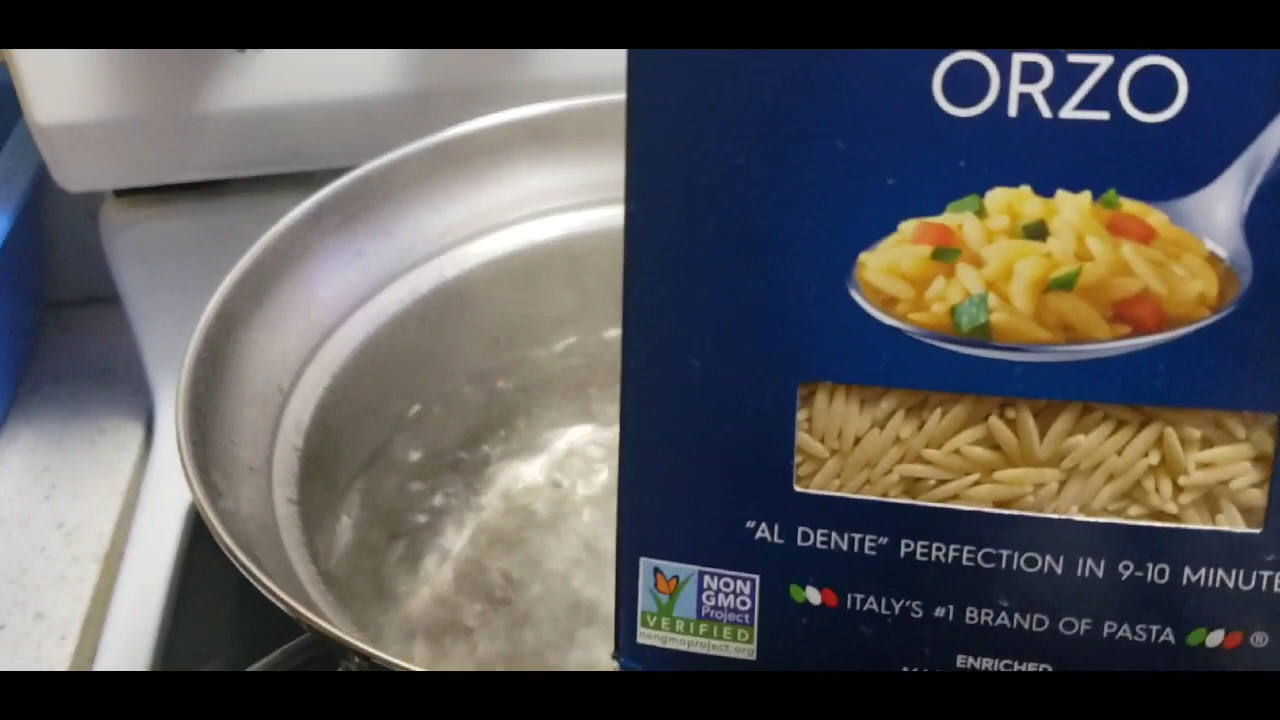 ORZO
"AL DENTE" PERFECTION IN 9-10 MINUTE
ITALY'S #1 BRAND OF PASTA ®
NON
GMO
Project
VERIFIED
nongmoproject.org
ENRICHED